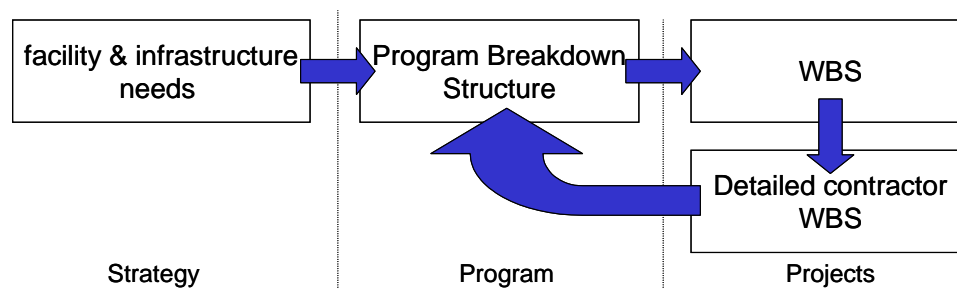 facility & infrastructure
needs
Program Breakdown
Structure
WBS
Detailed contractor
WBS
Strategy
Program
Projects